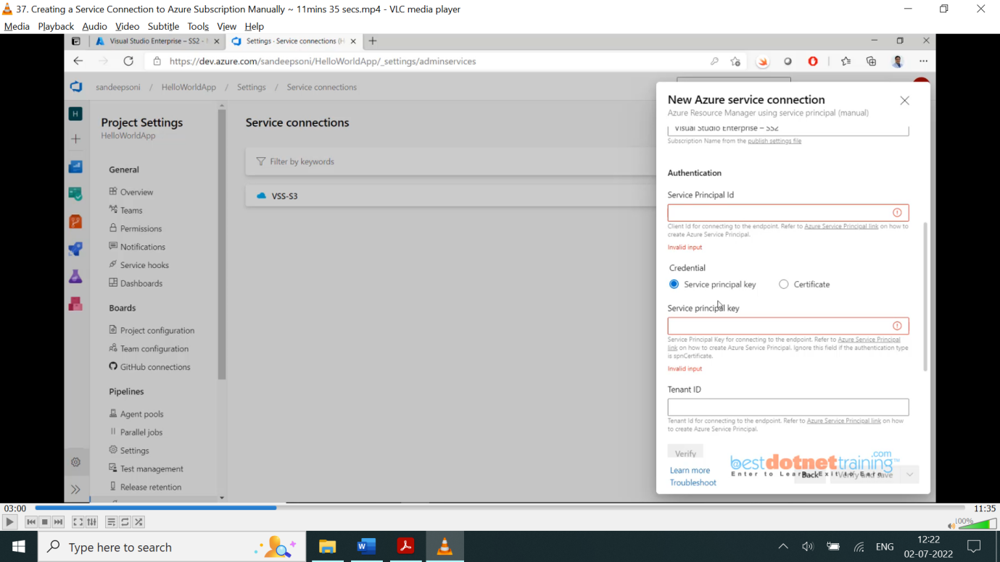 37. Creating a Service Connection to Azure Subscription Manually ~ 11mins 35 secs.mp4 - VLC media player
Media Playback Audio Video Subtitle Tools View Help
Visual Studio Enterprise – SS2 -
Settings · Service connections (H
https://dev.azure.com/sandeepsoni/HelloWorldApp/_settings/adminservices
sandeepsoni / HelloWorldApp / Settings / Service connections
H
Project Settings
HelloWorldApp
General
Overview
Teams
Permissions
Notifications
Service hooks
Dashboards
Boards
Project configuration
Team configuration
GitHub connections
Pipelines
Agent pools
Parallel jobs
Settings
Test management
Release retention
Service connections
Filter by keywords
VSS-S3
New Azure service connection
Azure Resource Manager using service principal (manual)
Visual Studio Enterprise – SS2
Subscription Name from the publish settings file
Authentication
Service Principal Id
Client Id for connecting to the endpoint. Refer to Azure Service Principal link on how to
create Azure Service Principal.
Invalid input
Credential
Service principal key Certificate
Service principal key
Service Principal Key for connecting to the endpoint. Refer to Azure Service Principal
link on how to create Azure Service Principal. Ignore this field if the authentication type
is spnCertificate.
Invalid input
Tenant ID
Tenant Id for connecting to the endpoint. Refer to Azure Service Principal link on how
to create Azure Service Principal.
Verify
Learn more
Troubleshoot
bestdotnettraining.com™
Enter to Learn Exit to Earn
Back
Verify and save
03:00
11:35
100%
Type here to search
ENG
12:22
02-07-2022